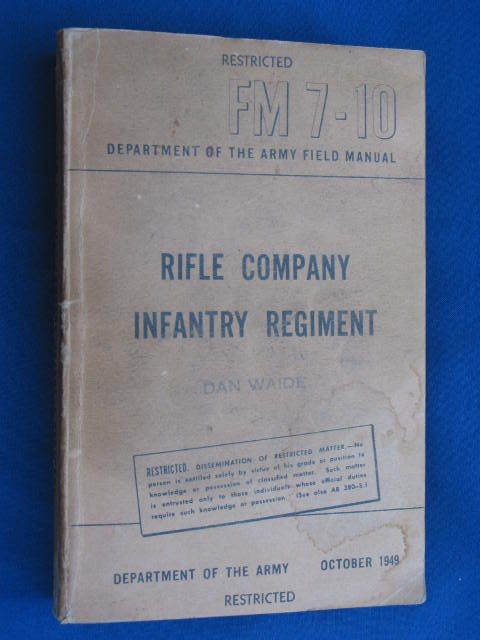 RESTRICTED
FM 7-10
DEPARTMENT OF THE ARMY FIELD MANUAL
RIFLE COMPANY
INFANTRY REGIMENT
DAN WAIDE
RESTRICTED. DISSEMINATION OF RESTRICTED MATTER.—No
person is entitled solely by virtue of his grade or position to
knowledge or possession of classified matter. Such matter
is entrusted only to those individuals whose official duties
require such knowledge or possession. (See also AR 380-5.)
DEPARTMENT OF THE ARMY OCTOBER 1949
RESTRICTED